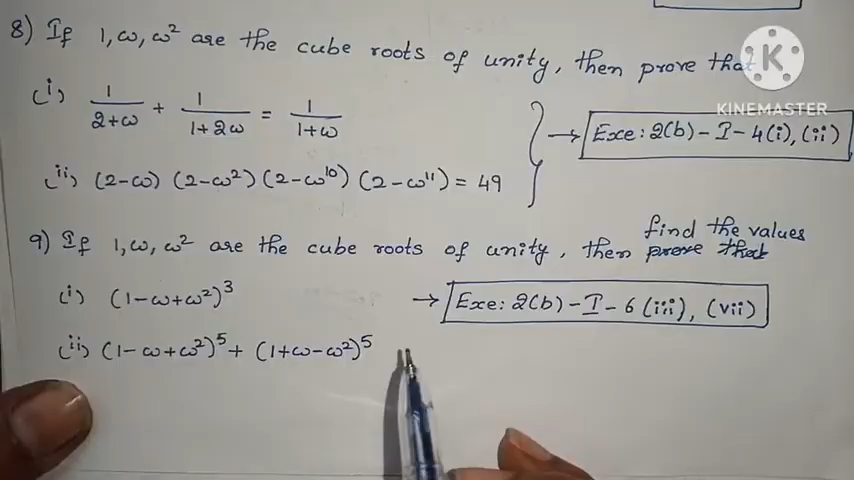 8) If 1, ω, ω² are the cube roots of unity, then prove that
(i) 1/(2+ω) + 1/(1+2ω) = 1/(1+ω)
(ii) (2-ω) (2-ω²) (2-ω¹⁰) (2-ω¹¹) = 49
→ Exe: 2(b) - I - 4(i), (ii)
9) If 1, ω, ω² are the cube roots of unity, then find the values prove that
(i) (1-ω+ω²)³
→ Exe: 2(b) - I - 6 (iii), (vii)
(ii) (1-ω+ω²)⁵ + (1+ω-ω²)⁵
KINEMASTER